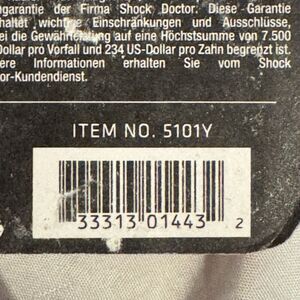 garantie der Firma Shock Doctor. Diese Garantie
haltet wichtige Einschränkungen und Ausschlüsse,
ei die Gewährleistung auf eine Höchstsumme von 7.500
Dollar pro Vorfall und 234 US-Dollar pro Zahn begrenzt ist.
ere Informationen erhalten Sie vom Shock
or-Kundendienst.
ITEM NO. 5101Y
33313 01443 2